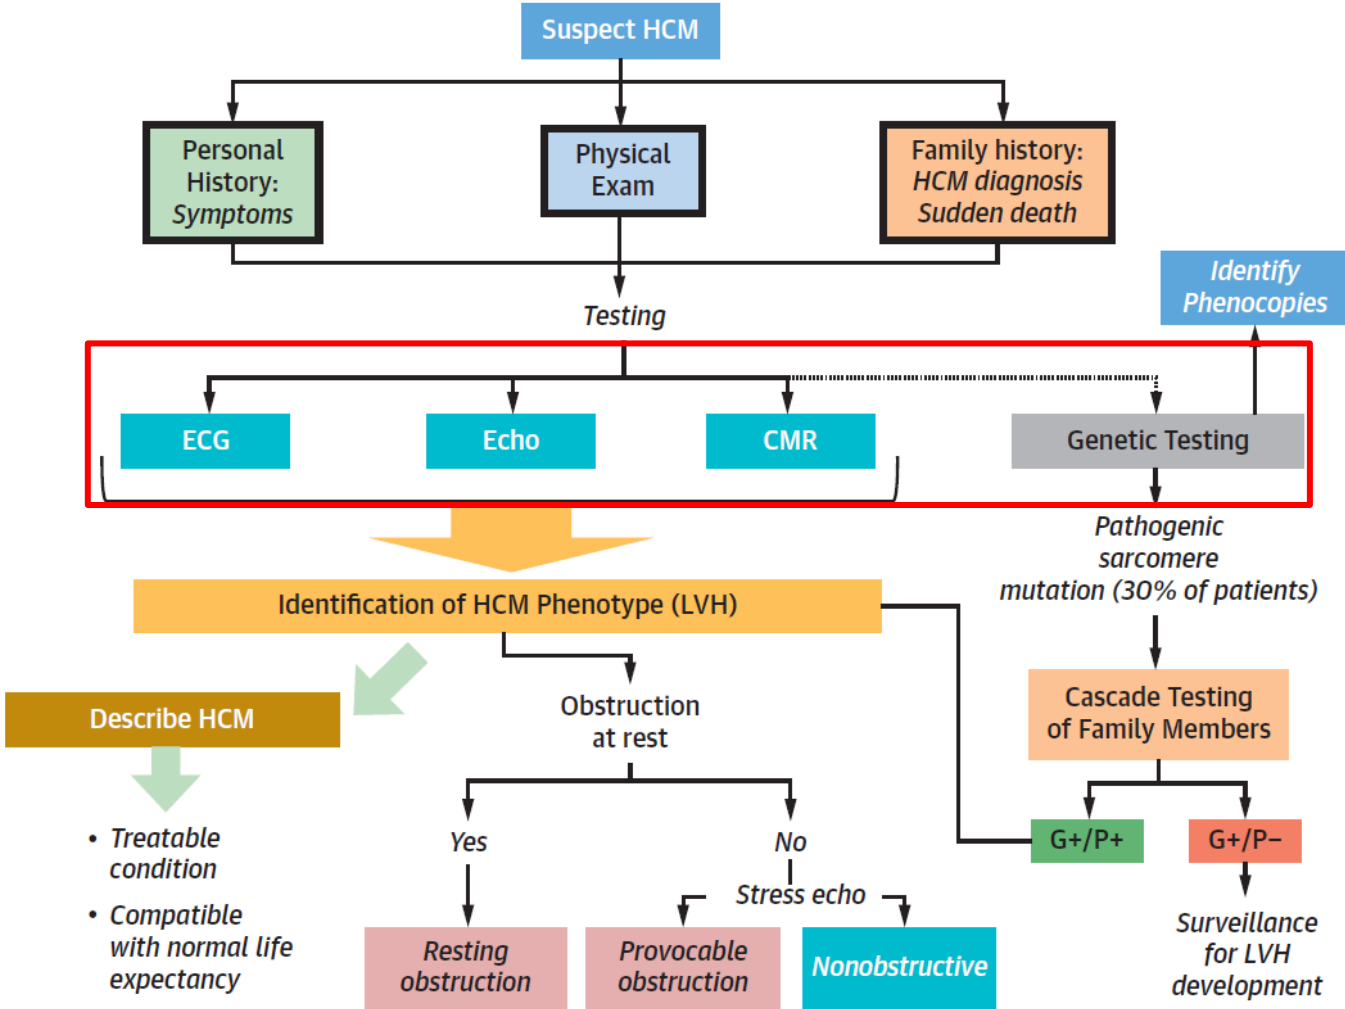 Suspect HCM
Personal
History:
Symptoms
Physical
Exam
Family history:
HCM diagnosis
Sudden death
Identify
Phenocopies
Testing
ECG
Echo
CMR
Genetic Testing
Pathogenic
sarcomere
mutation (30% of patients)
Identification of HCM Phenotype (LVH)
Describe HCM
Obstruction
at rest
Cascade Testing
of Family Members
• Treatable
condition
• Compatible
with normal life
expectancy
Yes
No
G+/P+
G+/P−
Stress echo
Resting
obstruction
Provocable
obstruction
Nonobstructive
Surveillance
for LVH
development